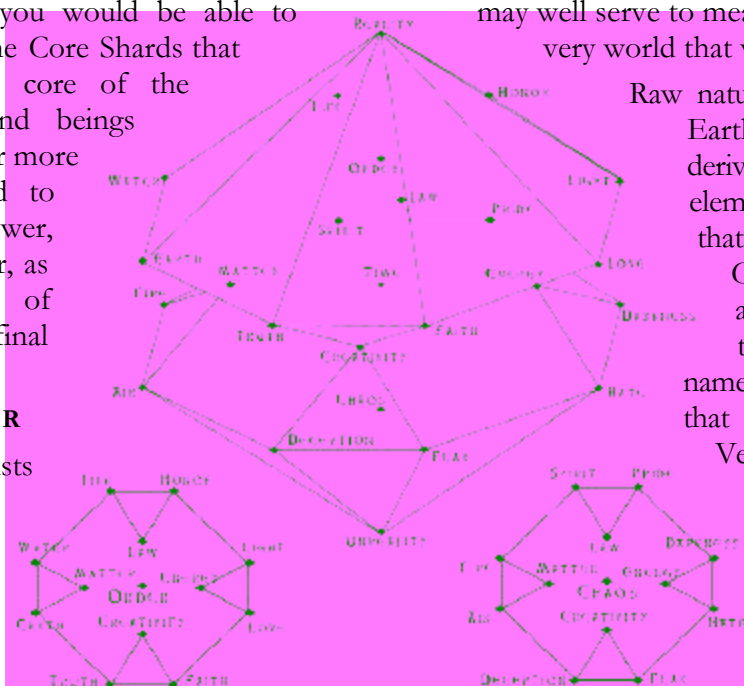 you would be able to
ne Core Shards that
core of the
nd beings
r more
d to
wer,
r, as
of
final
R
sts
may well serve to mea
very world that v
Raw natu
Earth
deriv
elem
that
O
a
t
name
that
Ve
REALITY
LIFE
HONOR
ORDER
WATER
LIGHT
LAW
PRIDE
SPIRIT
EARTH
LOVE
MATTER
TIME
ENERGY
FIRE
DARKNESS
TRUTH
FAITH
CREATIVITY
AIR
HATE
CHAOS
DECEPTION
FEAR
UNREALITY
LIFE HONOR
WATER LAW LIGHT
MATTER ENERGY
ORDER
EARTH CREATIVITY LOVE
TRUTH FAITH
SPIRIT PRIDE
LAW DARKNESS
FIRE MATTER ENERGY
CHAOS
AIR CREATIVITY HATE
DECEPTION FEAR